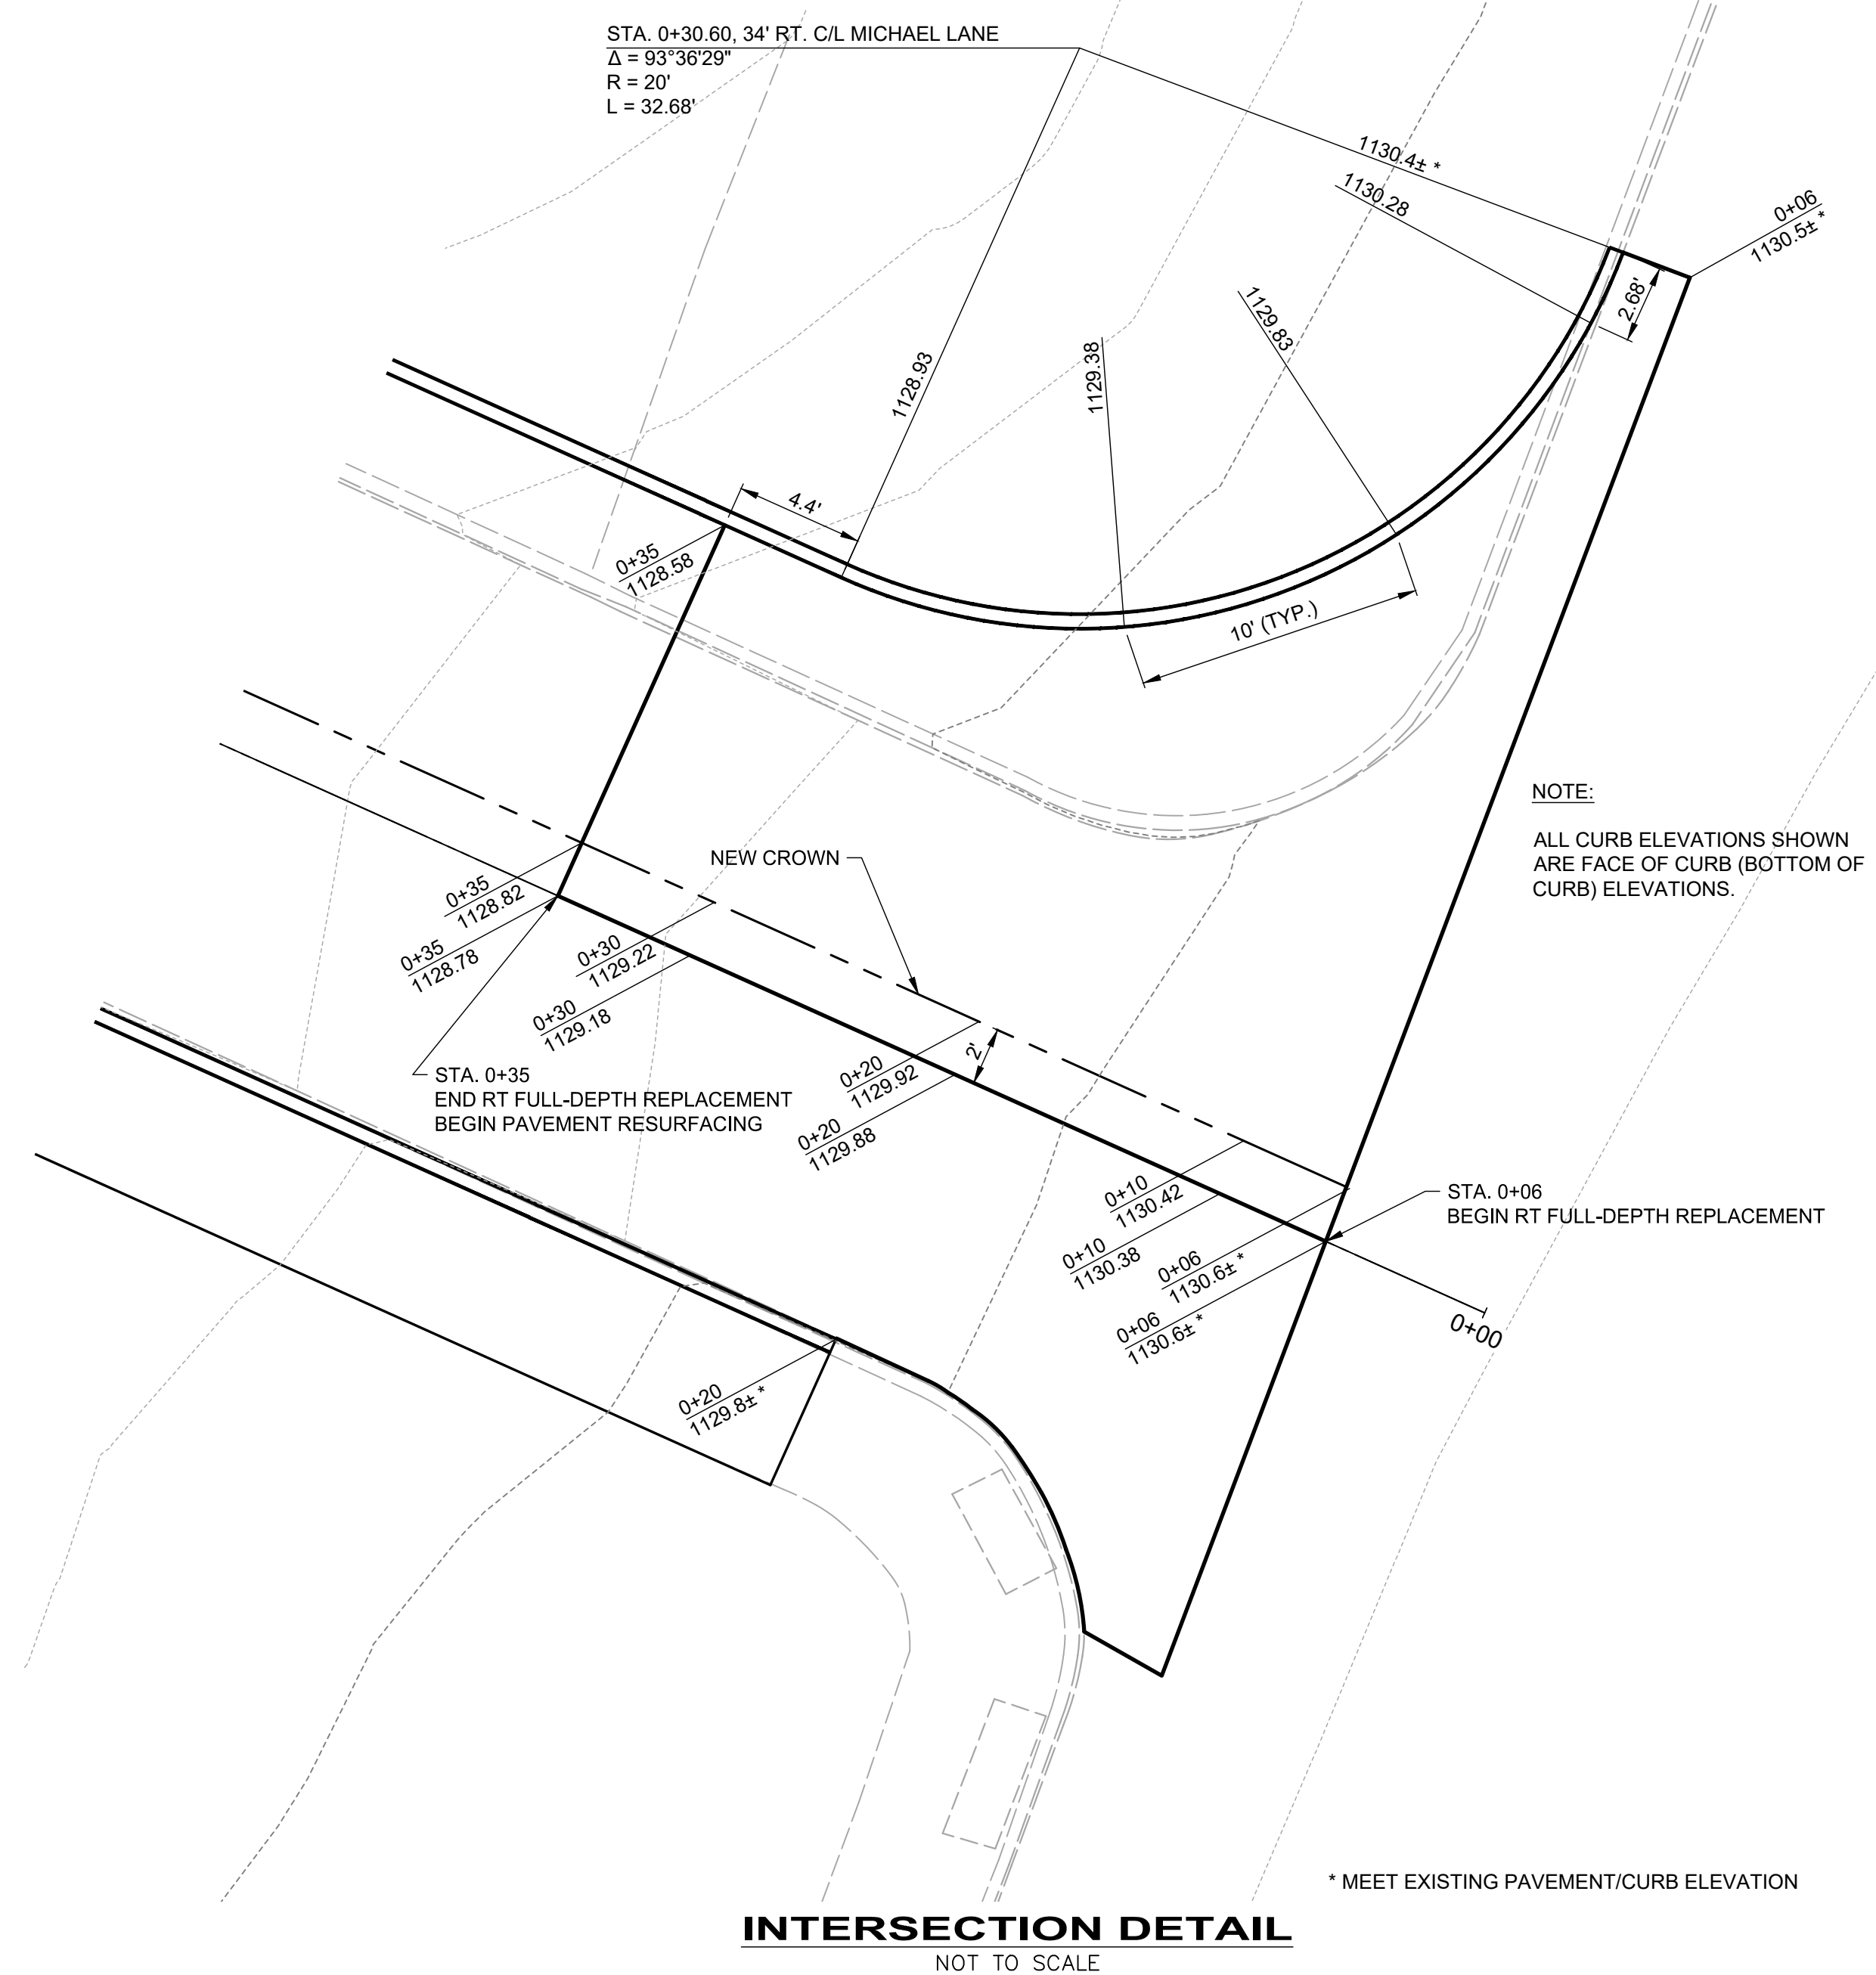 STA. 0+30.60, 34' RT. C/L MICHAEL LANE
Δ = 93°36'29"
R = 20'
L = 32.68'
1130.4± *
1130.28
0+06
1130.5± *
2.68'
1129.83
1129.38
1128.93
4.4'
0+35
1128.58
10' (TYP.)
NOTE:
ALL CURB ELEVATIONS SHOWN
ARE FACE OF CURB (BOTTOM OF
CURB) ELEVATIONS.
NEW CROWN
0+35
1128.82
0+35
1128.78
0+30
1129.22
0+30
1129.18
2'
0+20
1129.92
0+20
1129.88
STA. 0+35
END RT FULL-DEPTH REPLACEMENT
BEGIN PAVEMENT RESURFACING
0+10
1130.42
0+10
1130.38
STA. 0+06
BEGIN RT FULL-DEPTH REPLACEMENT
0+06
1130.6± *
0+06
1130.6± *
0+00
0+20
1129.8± *
* MEET EXISTING PAVEMENT/CURB ELEVATION
INTERSECTION DETAIL
NOT TO SCALE